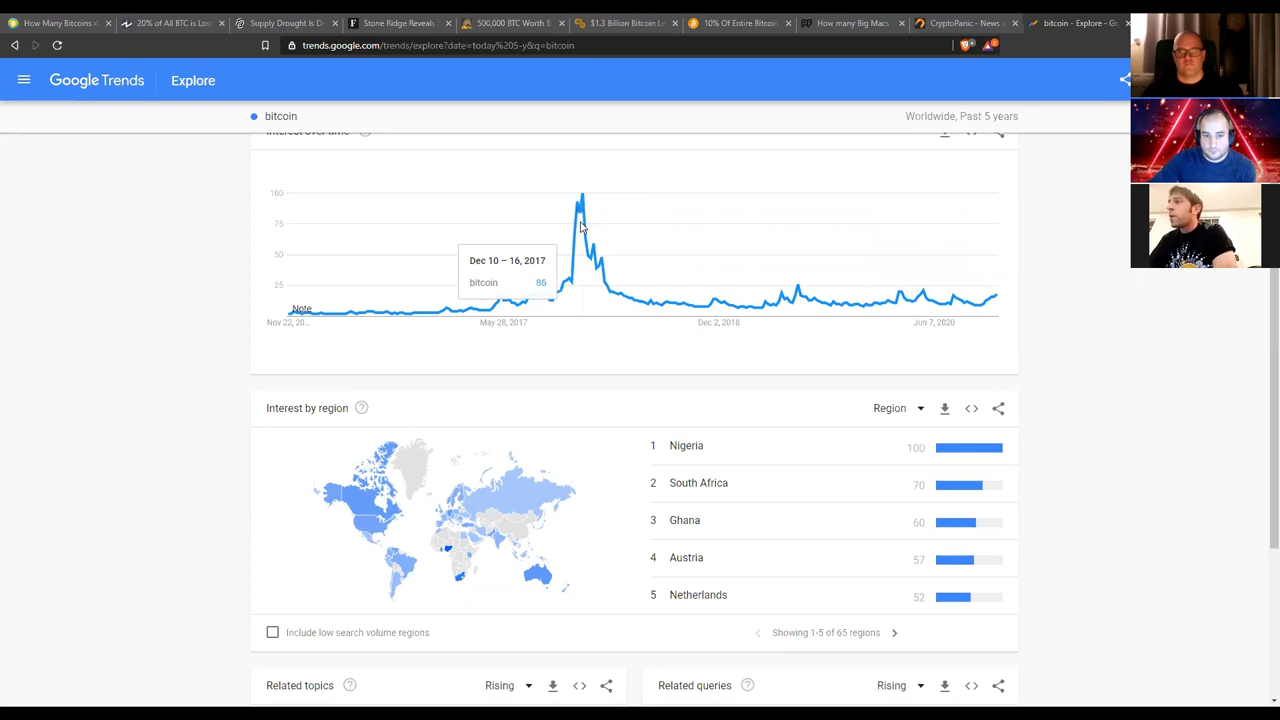 How Many Bitcoins A
20% of All BTC is Lost
Supply Drought Is D
Stone Ridge Reveals
500,000 BTC Worth $
$1.3 Billion Bitcoin Le
10% Of Entire Bitcoin
How many Big Macs
CryptoPanic - News a
bitcoin - Explore - Go
trends.google.com/trends/explore?date=today%205-y&q=bitcoin
Google Trends
Explore
bitcoin
Worldwide, Past 5 years
Interest over time
100
75
50
25
Dec 10 – 16, 2017
bitcoin 86
Note
Nov 22, 20...
May 28, 2017
Dec 2, 2018
Jun 7, 2020
Interest by region
Region
1 Nigeria 100
2 South Africa 70
3 Ghana 60
4 Austria 57
5 Netherlands 52
Include low search volume regions
Showing 1-5 of 65 regions
Related topics
Rising
Related queries
Rising